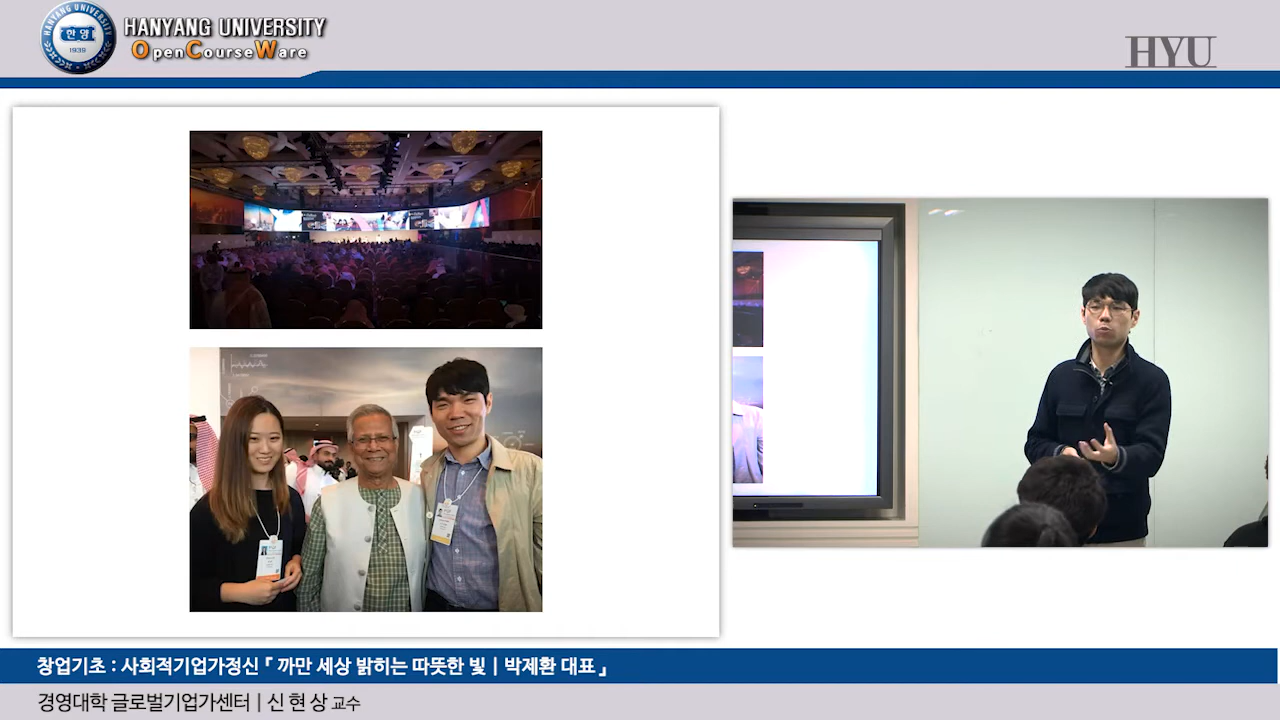 HANYANG UNIVERSITY
한양
1939
HANYANG UNIVERSITY
OpenCourseWare
HYU
창업기초 : 사회적기업가정신『 까만 세상 밝히는 따뜻한 빛 | 박제환 대표 』
경영대학 글로벌기업가센터 | 신 현 상 교수